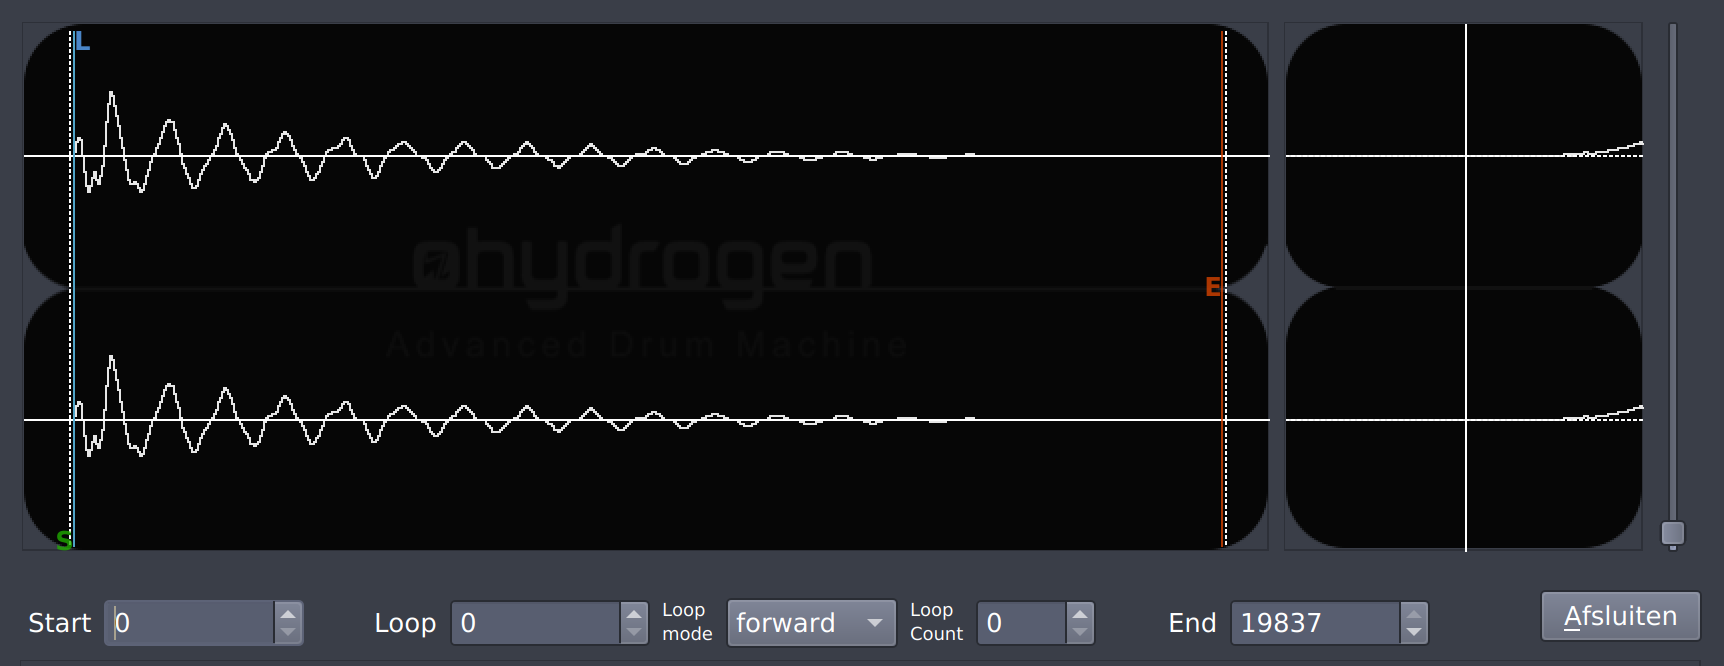 L
hydrogen
E
Advanced Drum Machine
S
Start 0 Loop 0 Loop mode forward Loop Count 0 End 19837 Afsluiten